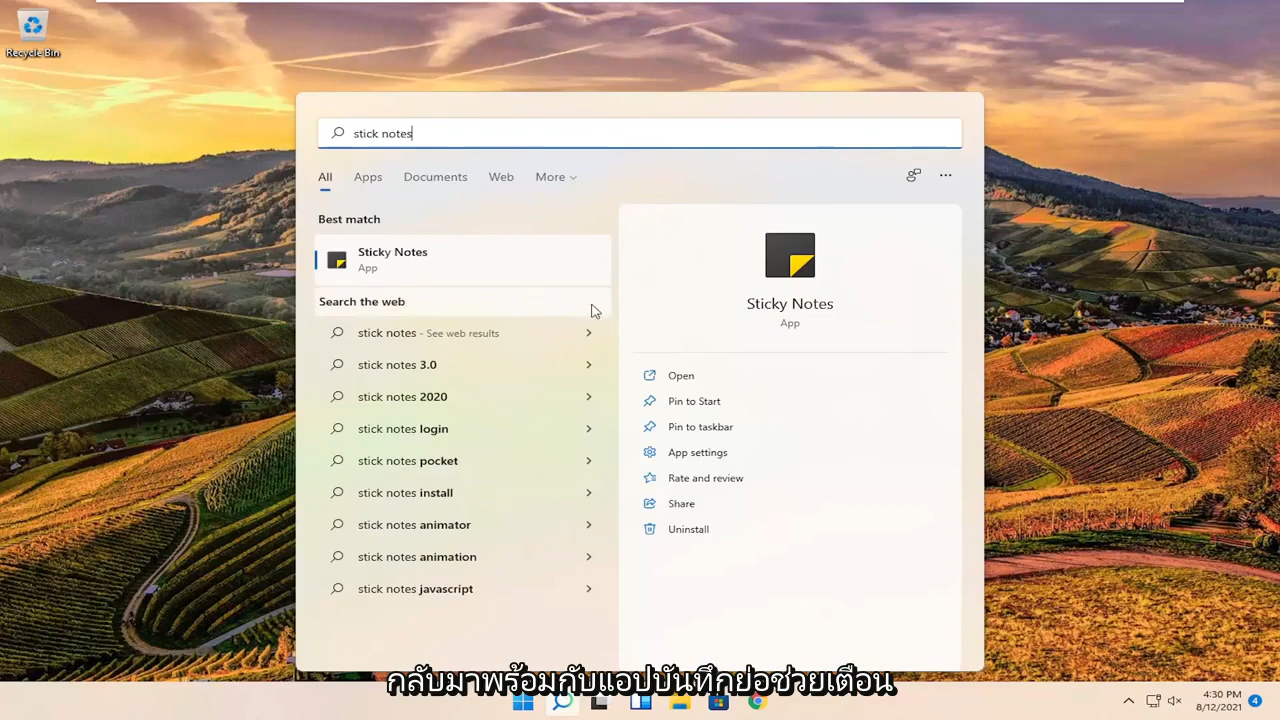 Recycle Bin
stick notes
All Apps Documents Web More
Best match
Sticky Notes
App
Search the web
stick notes - See web results
stick notes 3.0
stick notes 2020
stick notes login
stick notes pocket
stick notes install
stick notes animator
stick notes animation
stick notes javascript
Sticky Notes
App
Open
Pin to Start
Pin to taskbar
App settings
Rate and review
Share
Uninstall
กลับมาพร้อมกับแอปบันทึกย่อช่วยเตือน
4:30 PM
8/12/2021
4